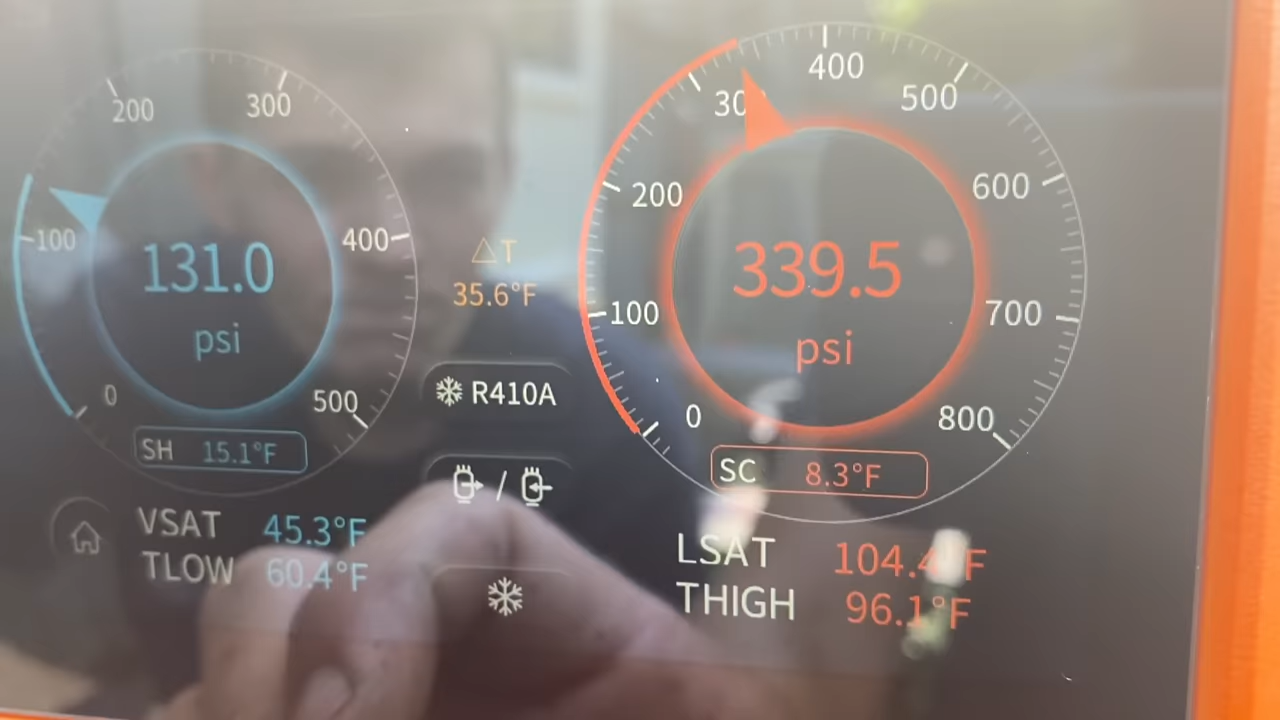 200
300
100
400
131.0
psi
0
500
SH 15.1°F
VSAT 45.3°F
TLOW 60.4°F
△T
35.6°F
R410A
/
400
300
500
200
600
339.5
psi
100
700
0
800
SC 8.3°F
LSAT 104.4°F
THIGH 96.1°F